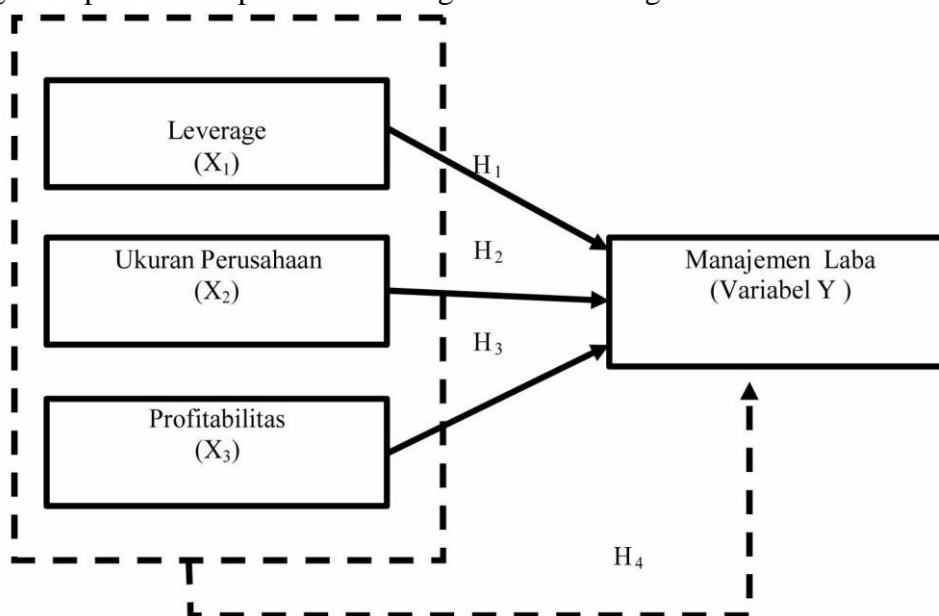 Leverage
(X₁)
H₁
Ukuran Perusahaan
(X₂)
H₂
Manajemen Laba
(Variabel Y )
H₃
Profitabilitas
(X₃)
H₄